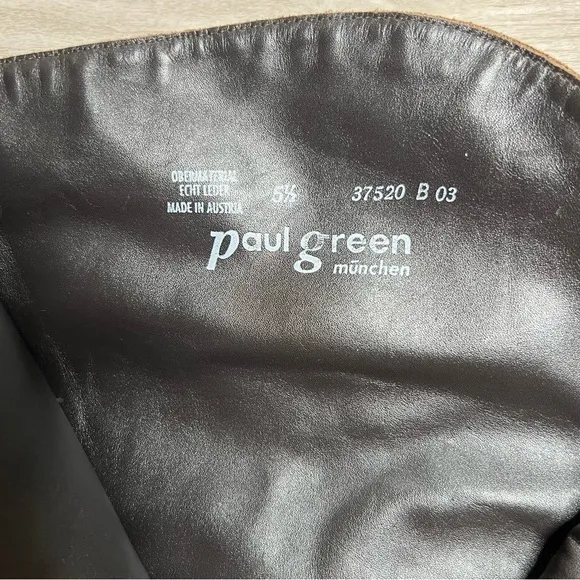 OBERMATERIAL
ECHT LEDER
MADE IN AUSTRIA
5½
37520 B 03
paul green
münchen